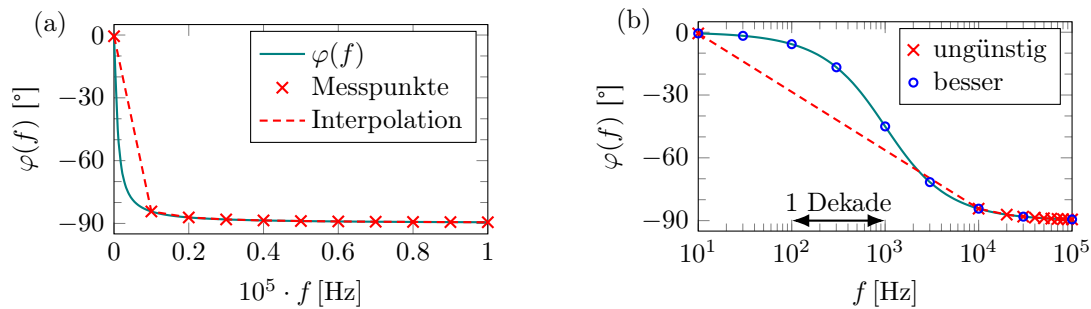 (a)
φ(f) [°]
0
−30
−60
−90
φ(f)
Messpunkte
Interpolation
0 0.2 0.4 0.6 0.8 1
10⁵ · f [Hz]
(b)
φ(f) [°]
0
−30
−60
−90
ungünstig
besser
1 Dekade
10¹ 10² 10³ 10⁴ 10⁵
f [Hz]